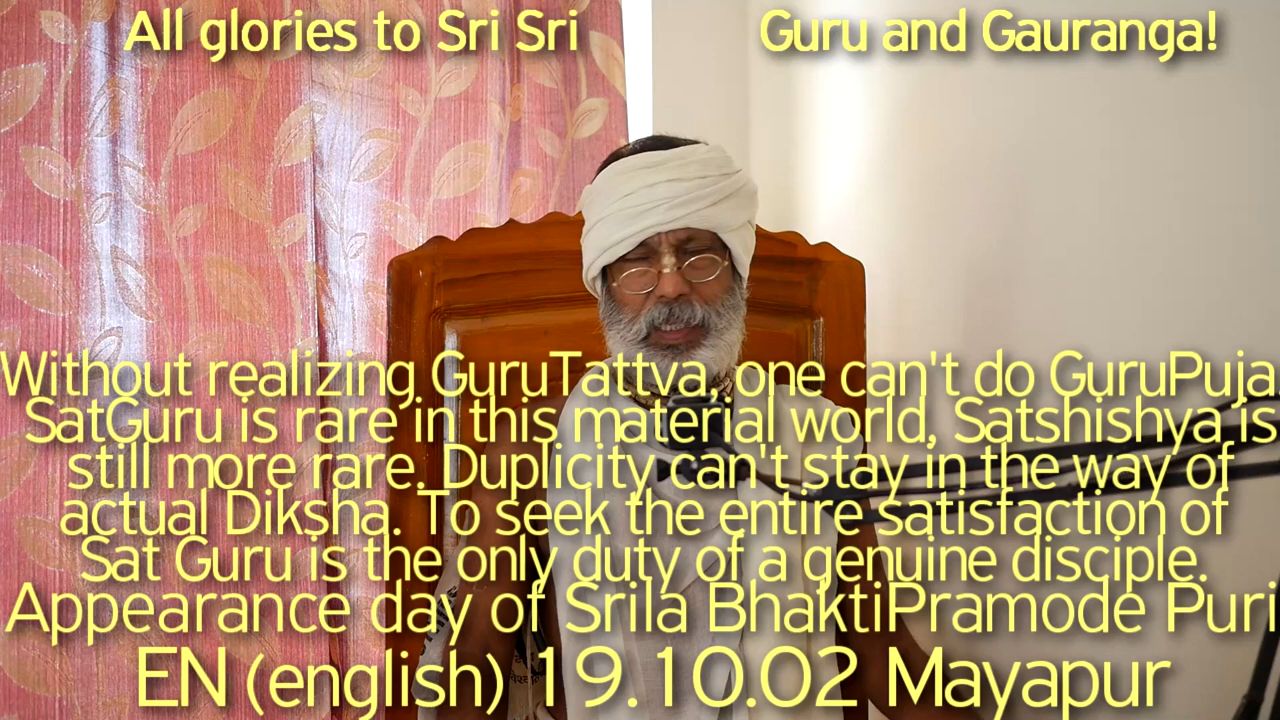 All glories to Sri Sri Guru and Gauranga!
Without realizing GuruTattva, one can't do GuruPuja
SatGuru is rare in this material world, Satshishya is
still more rare. Duplicity can't stay in the way of
actual Diksha. To seek the entire satisfaction of
Sat Guru is the only duty of a genuine disciple.
Appearance day of Srila BhaktiPramode Puri
EN (english) 19.10.02 Mayapur